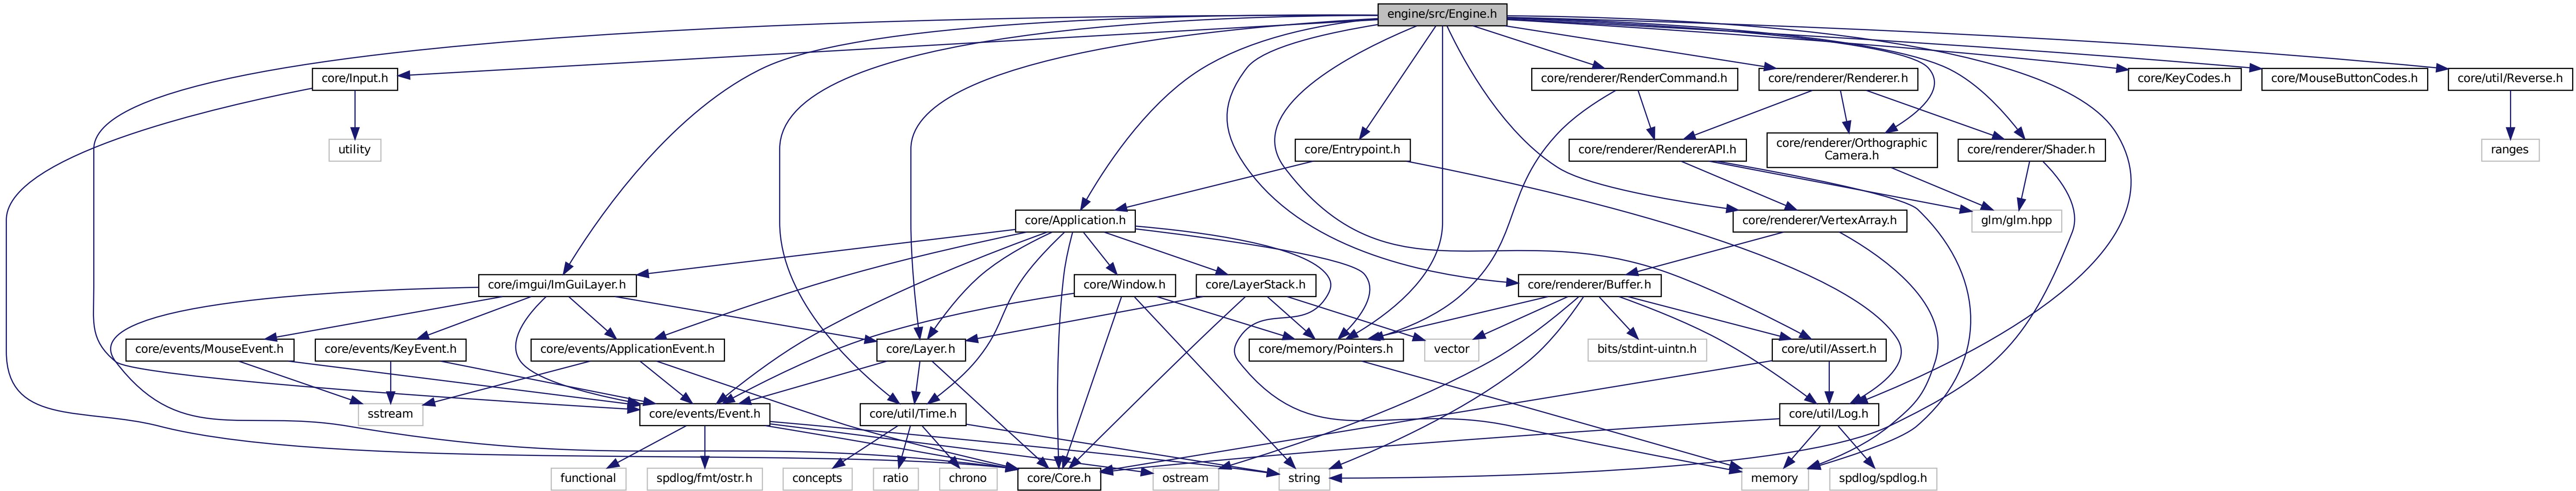 engine/src/Engine.h
core/Input.h
core/renderer/RenderCommand.h
core/renderer/Renderer.h
core/KeyCodes.h
core/MouseButtonCodes.h
core/util/Reverse.h
utility
core/Entrypoint.h
core/renderer/RendererAPI.h
core/renderer/Orthographic
Camera.h
core/renderer/Shader.h
ranges
core/Application.h
core/renderer/VertexArray.h
glm/glm.hpp
core/imgui/ImGuiLayer.h
core/Window.h
core/LayerStack.h
core/renderer/Buffer.h
core/events/MouseEvent.h
core/events/KeyEvent.h
core/events/ApplicationEvent.h
core/Layer.h
core/memory/Pointers.h
vector
bits/stdint-uintn.h
core/util/Assert.h
sstream
core/events/Event.h
core/util/Time.h
core/util/Log.h
functional
spdlog/fmt/ostr.h
concepts
ratio
chrono
core/Core.h
ostream
string
memory
spdlog/spdlog.h